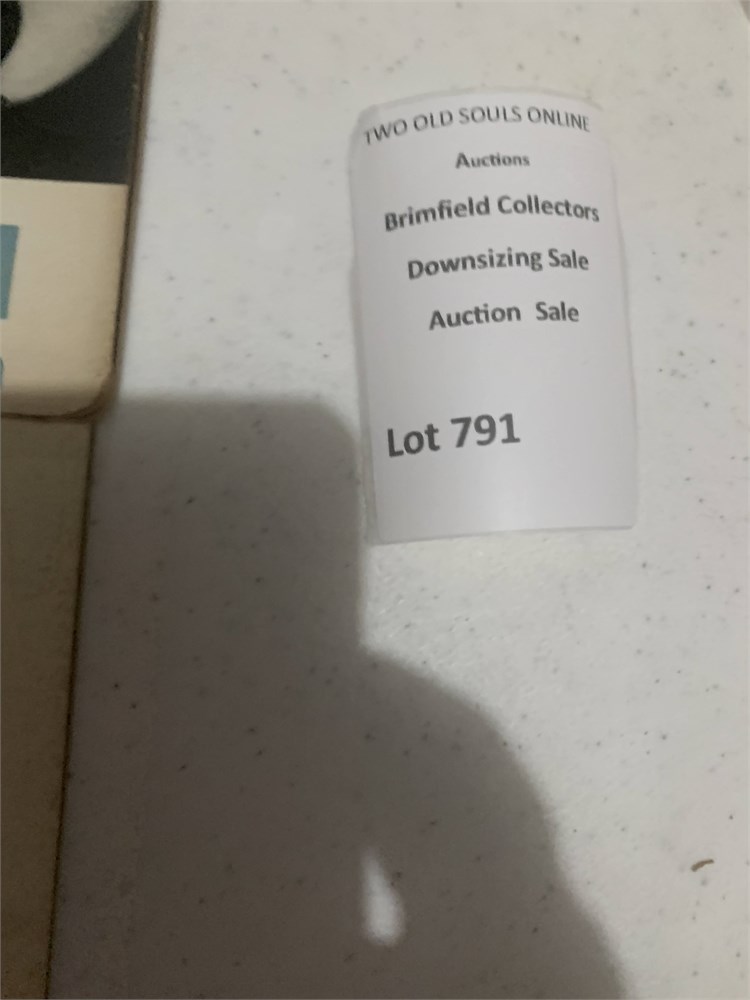 TWO OLD SOULS ONLINE
Auctions
Brimfield Collectors
Downsizing Sale
Auction Sale
Lot 791